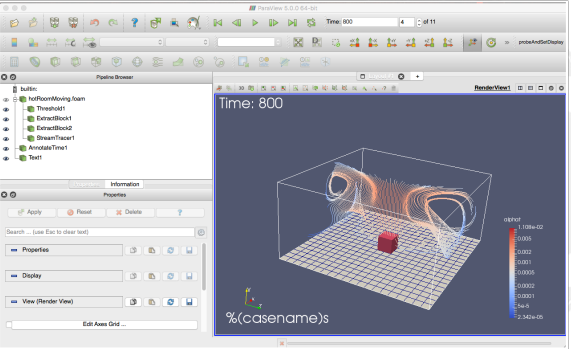 ParaView 5.0.0 64-bit
Time: 800 4 of 11
probeAndSetDisplay
Pipeline Browser
builtin:
hotRoomMoving.foam
Threshold1
ExtractBlock1
ExtractBlock2
StreamTracer1
AnnotateTime1
Text1
Information
Properties
Apply Reset Delete ?
Search ... (use Esc to clear text)
Properties
Display
View (Render View)
Edit Axes Grid ...
+
RenderView1
Time: 800
alphat
1.108e-02
0.005
0.002
0.001
0.0005
0.0002
0.0001
5e-5
2.342e-05
%(casename)s